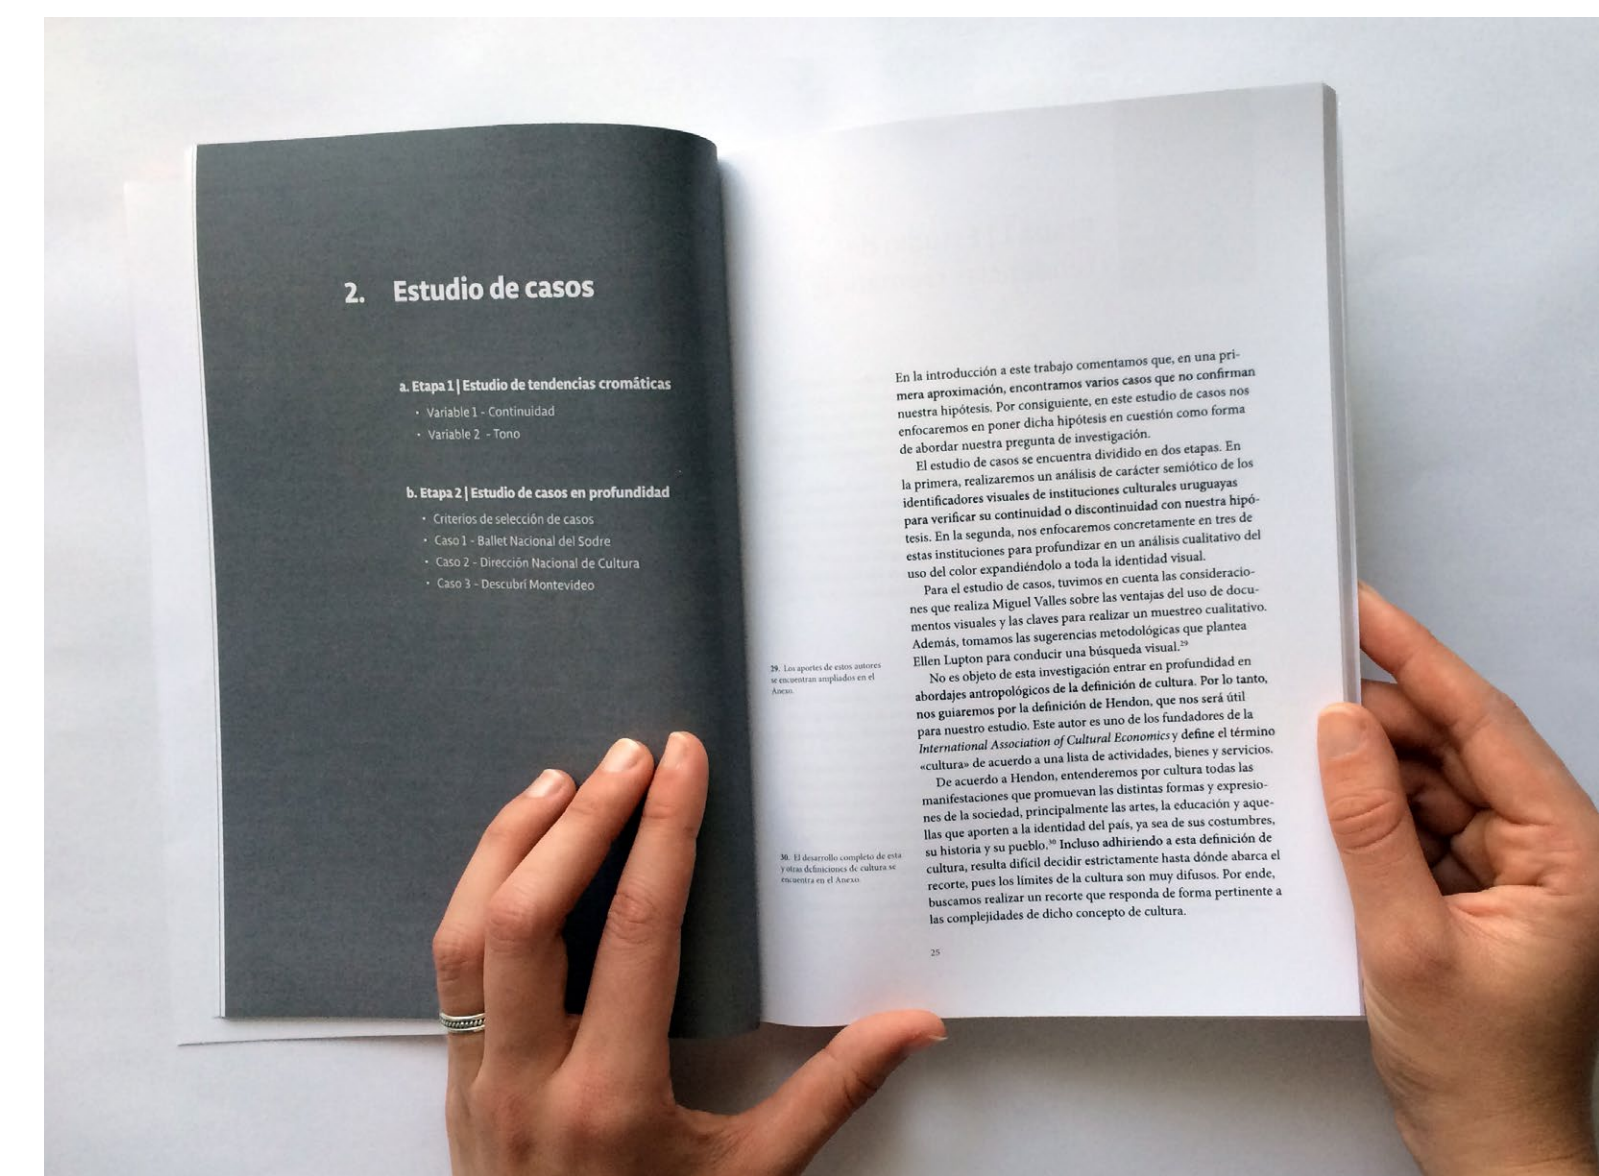 2. Estudio de casos
a. Etapa 1 | Estudio de tendencias cromáticas
• Variable 1 - Continuidad
• Variable 2 - Tono
b. Etapa 2 | Estudio de casos en profundidad
• Criterios de selección de casos
• Caso 1 - Ballet Nacional del Sodre
• Caso 2 - Dirección Nacional de Cultura
• Caso 3 - Descubrí Montevideo
En la introducción a este trabajo comentamos que, en una pri-
mera aproximación, encontramos varios casos que no confirman
nuestra hipótesis. Por consiguiente, en este estudio de casos nos
enfocaremos en poner dicha hipótesis en cuestión como forma
de abordar nuestra pregunta de investigación.
El estudio de casos se encuentra dividido en dos etapas. En
la primera, realizaremos un análisis de carácter semiótico de los
identificadores visuales de instituciones culturales uruguayas
para verificar su continuidad o discontinuidad con nuestra hipó-
tesis. En la segunda, nos enfocaremos concretamente en tres de
estas instituciones para profundizar en un análisis cualitativo del
uso del color expandiéndolo a toda la identidad visual.
Para el estudio de casos, tuvimos en cuenta las consideracio-
nes que realiza Miguel Valles sobre las ventajas del uso de docu-
mentos visuales y las claves para realizar un muestreo cualitativo.
Además, tomamos las sugerencias metodológicas que plantea
Ellen Lupton para conducir una búsqueda visual.29
No es objeto de esta investigación entrar en profundidad en
abordajes antropológicos de la definición de cultura. Por lo tanto,
nos guiaremos por la definición de Hendon, que nos será útil
para nuestro estudio. Este autor es uno de los fundadores de la
International Association of Cultural Economics y define el término
«cultura» de acuerdo a una lista de actividades, bienes y servicios.
De acuerdo a Hendon, entenderemos por cultura todas las
manifestaciones que promuevan las distintas formas y expresio-
nes de la sociedad, principalmente las artes, la educación y aque-
llas que aporten a la identidad del país, ya sea de sus costumbres,
su historia y su pueblo.30 Incluso adhiriendo a esta definición de
cultura, resulta difícil decidir estrictamente hasta dónde abarca el
recorte, pues los límites de la cultura son muy difusos. Por ende,
buscamos realizar un recorte que responda de forma pertinente a
las complejidades de dicho concepto de cultura.
29. Los aportes de estos autores
se encuentran ampliados en el
Anexo.
30. El desarrollo completo de esta
y otras definiciones de cultura se
encuentra en el Anexo.
25